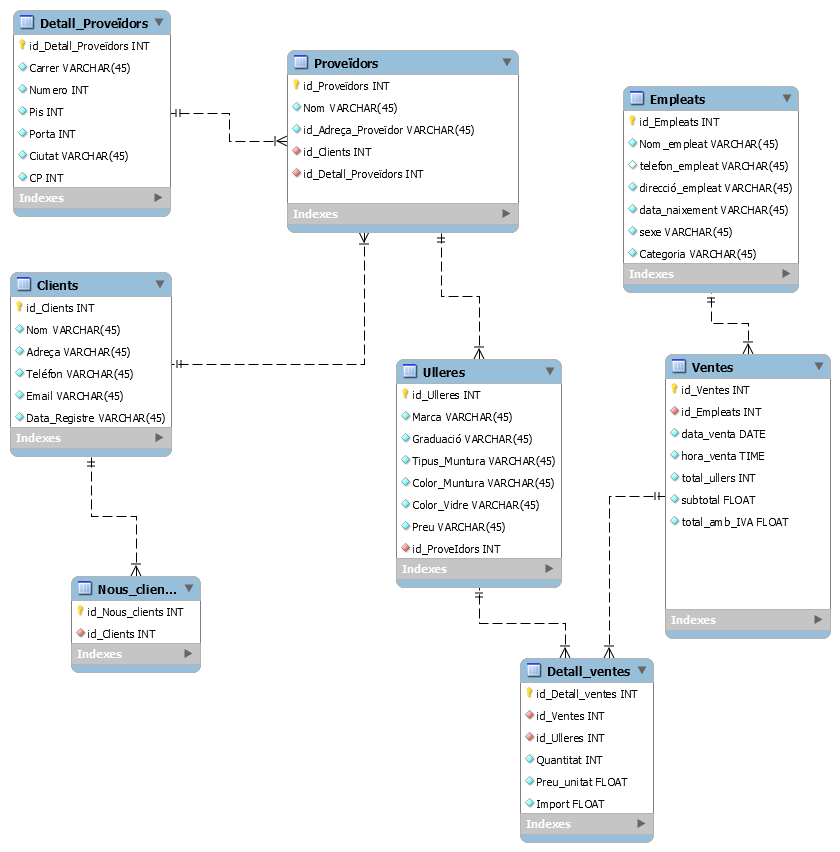 Detall_Proveïdors
id_Detall_Proveïdors INT
Carrer VARCHAR(45)
Numero INT
Pis INT
Porta INT
Ciutat VARCHAR(45)
CP INT
Indexes
Proveïdors
id_Proveïdors INT
Nom VARCHAR(45)
id_Adreça_Proveïdor VARCHAR(45)
id_Clients INT
id_Detall_Proveïdors INT
Indexes
Empleats
id_Empleats INT
Nom_empleat VARCHAR(45)
telefon_empleat VARCHAR(45)
direcció_empleat VARCHAR(45)
data_naixement VARCHAR(45)
sexe VARCHAR(45)
Categoria VARCHAR(45)
Indexes
Clients
id_Clients INT
Nom VARCHAR(45)
Adreça VARCHAR(45)
Teléfon VARCHAR(45)
Email VARCHAR(45)
Data_Registre VARCHAR(45)
Indexes
Ulleres
id_Ulleres INT
Marca VARCHAR(45)
Graduació VARCHAR(45)
Tipus_Muntura VARCHAR(45)
Color_Muntura VARCHAR(45)
Color_Vidre VARCHAR(45)
Preu VARCHAR(45)
id_ProveIdors INT
Indexes
Ventes
id_Ventes INT
id_Empleats INT
data_venta DATE
hora_venta TIME
total_ullers INT
subtotal FLOAT
total_amb_IVA FLOAT
Indexes
Nous_clien...
id_Nous_clients INT
id_Clients INT
Indexes
Detall_ventes
id_Detall_ventes INT
id_Ventes INT
id_Ulleres INT
Quantitat INT
Preu_unitat FLOAT
Import FLOAT
Indexes